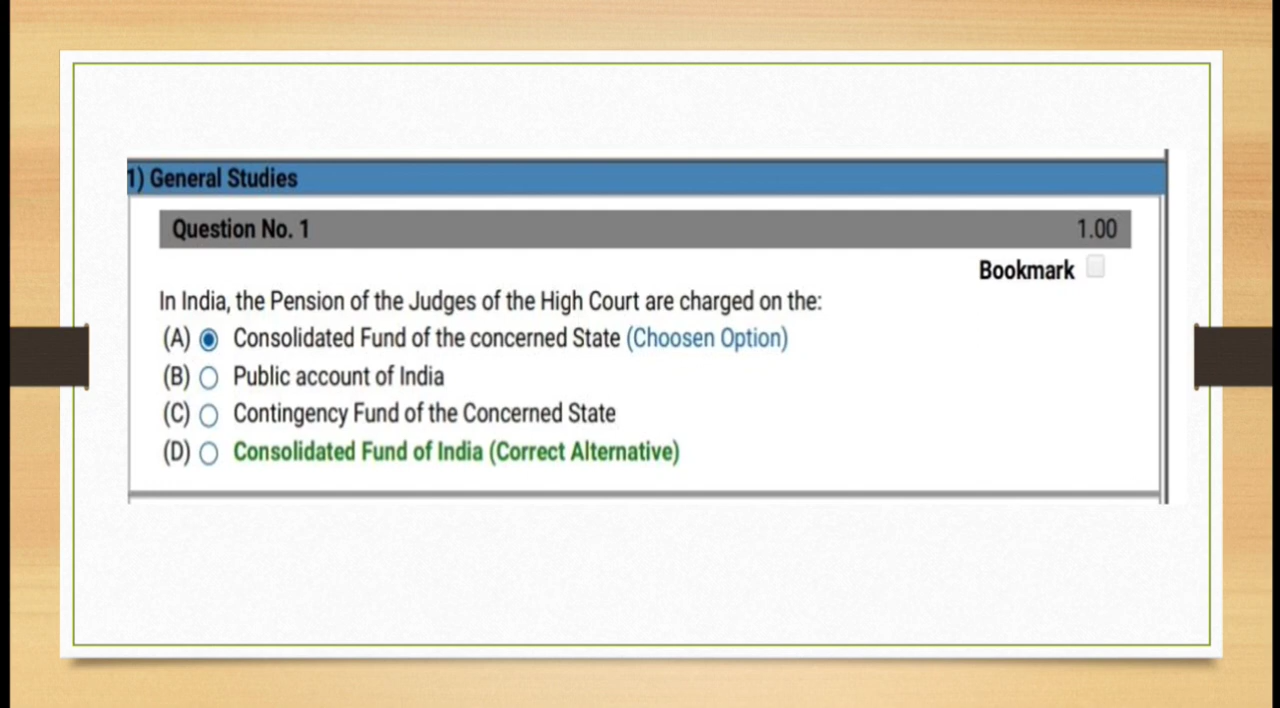 1) General Studies
Question No. 1 1.00
Bookmark
In India, the Pension of the Judges of the High Court are charged on the:
(A) Consolidated Fund of the concerned State (Choosen Option)
(B) Public account of India
(C) Contingency Fund of the Concerned State
(D) Consolidated Fund of India (Correct Alternative)